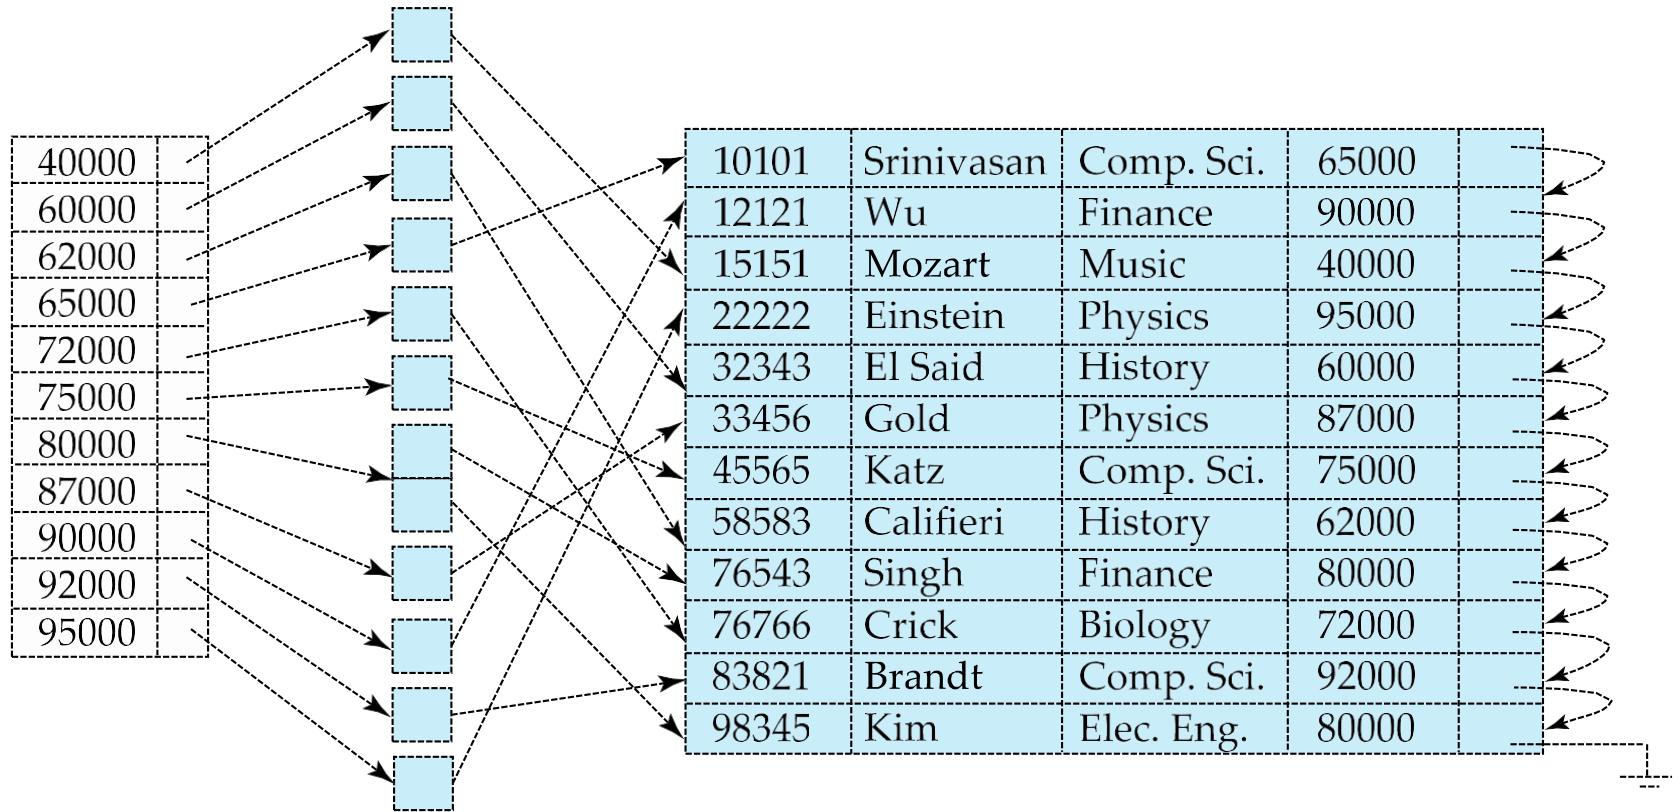 40000
60000
62000
65000
72000
75000
80000
87000
90000
92000
95000
10101 Srinivasan Comp. Sci. 65000
12121 Wu Finance 90000
15151 Mozart Music 40000
22222 Einstein Physics 95000
32343 El Said History 60000
33456 Gold Physics 87000
45565 Katz Comp. Sci. 75000
58583 Califieri History 62000
76543 Singh Finance 80000
76766 Crick Biology 72000
83821 Brandt Comp. Sci. 92000
98345 Kim Elec. Eng. 80000